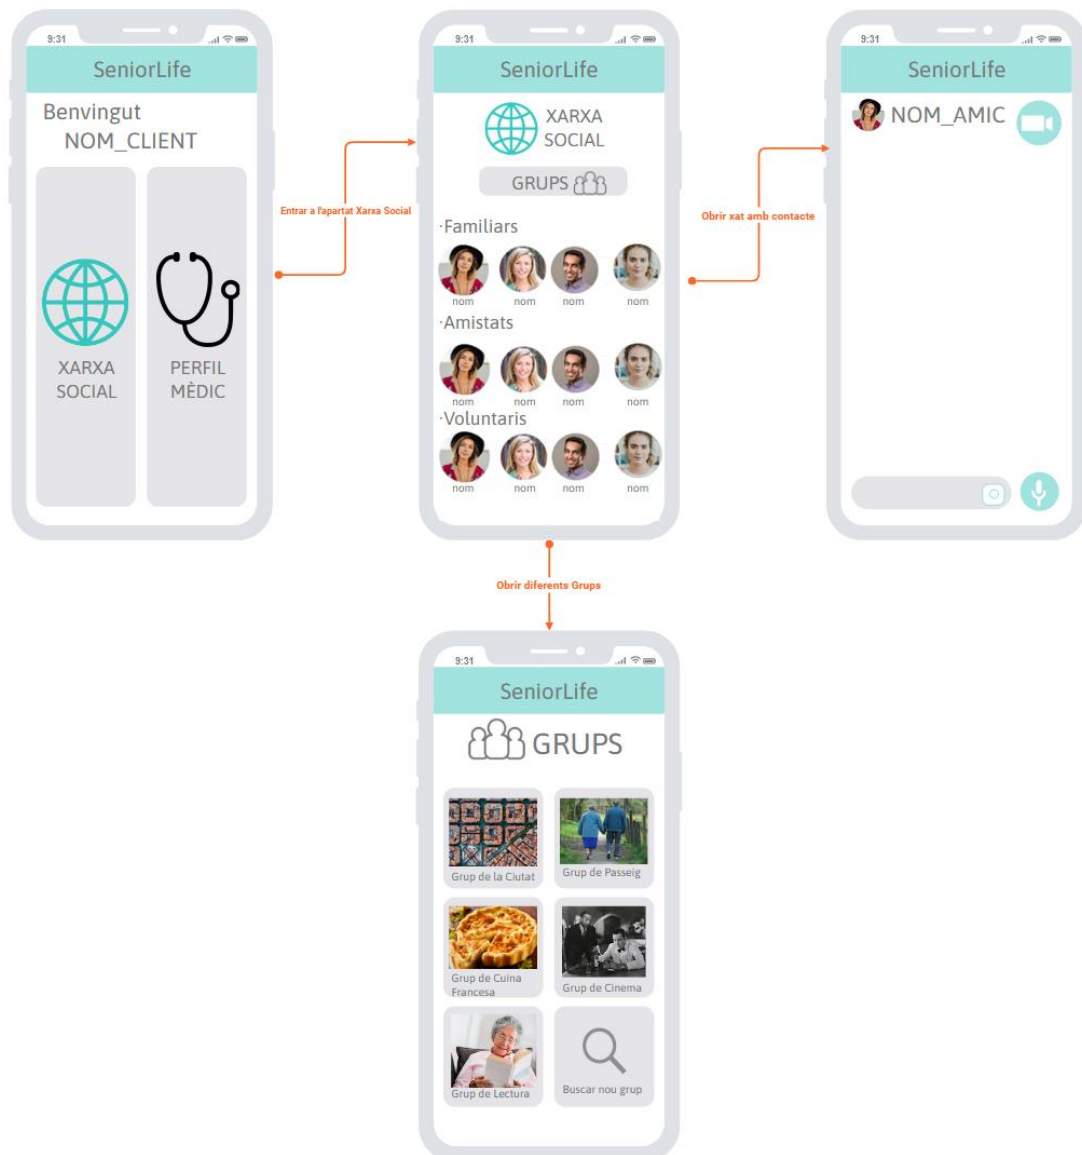 9:31
SeniorLife
Benvingut
NOM_CLIENT
XARXA
SOCIAL
PERFIL
MÈDIC
Entrar a l'apartat Xarxa Social
9:31
SeniorLife
XARXA
SOCIAL
GRUPS
·Familiars
nom nom nom nom
·Amistats
nom nom nom nom
·Voluntaris
nom nom nom nom
Obrir xat amb contacte
9:31
SeniorLife
NOM_AMIC
Obrir diferents Grups
9:31
SeniorLife
GRUPS
Grup de la Ciutat
Grup de Passeig
Grup de Cuina
Francesa
Grup de Cinema
Grup de Lectura
Buscar nou grup